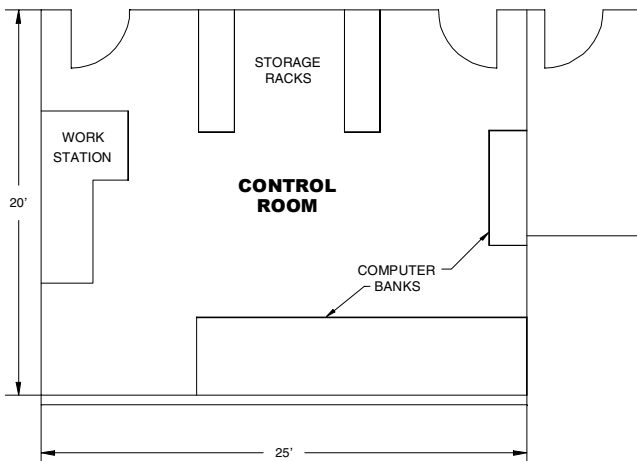 STORAGE
RACKS
WORK
STATION
CONTROL
ROOM
20'
COMPUTER
BANKS
25'